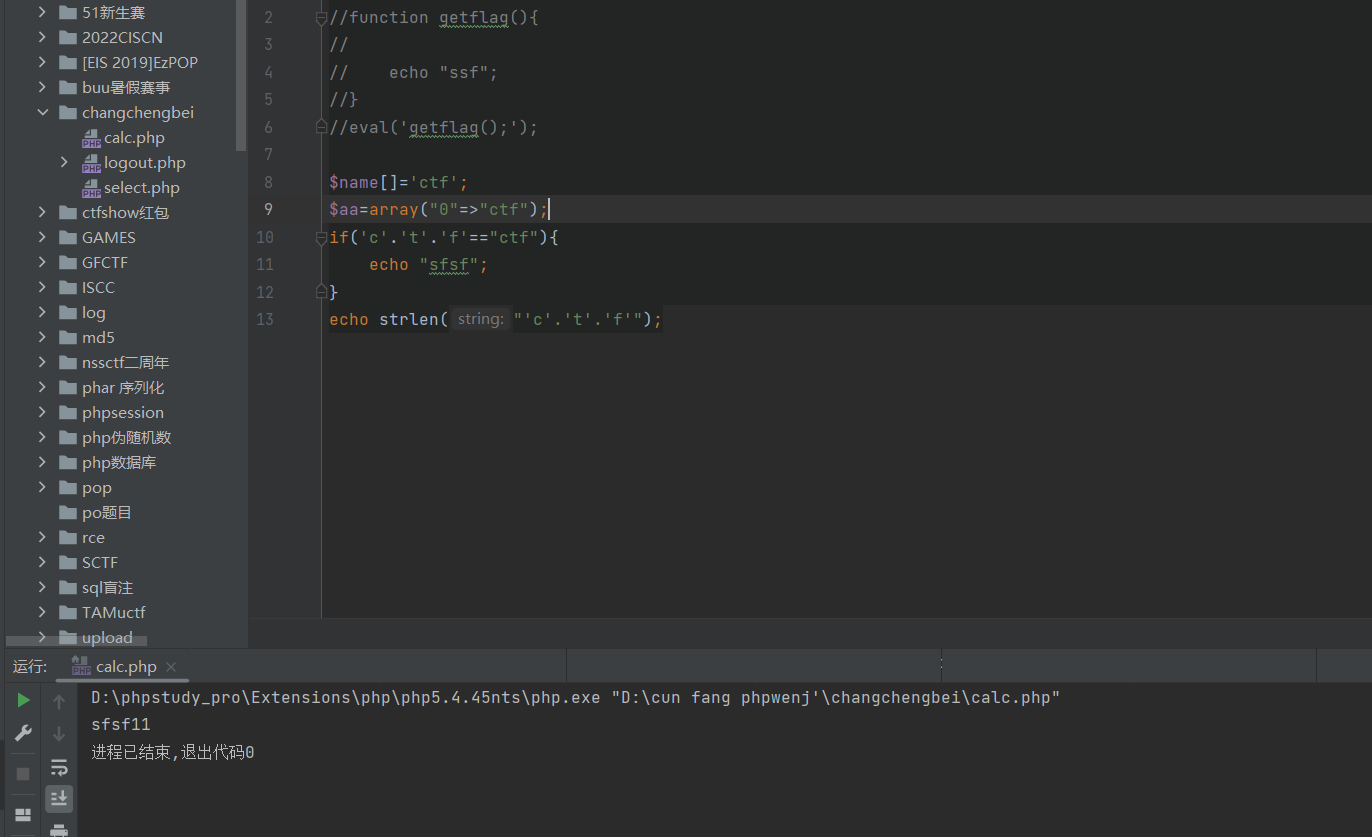 51新生赛
2022CISCN
[EIS 2019]EzPOP
buu暑假赛事
changchengbei
calc.php
logout.php
select.php
ctfshow红包
GAMES
GFCTF
ISCC
log
md5
nssctf二周年
phar 序列化
phpsession
php伪随机数
php数据库
pop
po题目
rce
SCTF
sql盲注
TAMuctf
upload
2 //function getflag(){
3 //
4 //    echo "ssf";
5 //}
6 //eval('getflag();');
7
8 $name[]='ctf';
9 $aa=array("0"=>"ctf");
10 if('c'.'t'.'f'=="ctf"){
11     echo "sfsf";
12 }
13 echo strlen( string: "'c'.'t'.'f'");
运行: calc.php ×
D:\phpstudy_pro\Extensions\php\php5.4.45nts\php.exe "D:\cun fang phpwenj'\changchengbei\calc.php"
sfsf11
进程已结束,退出代码0